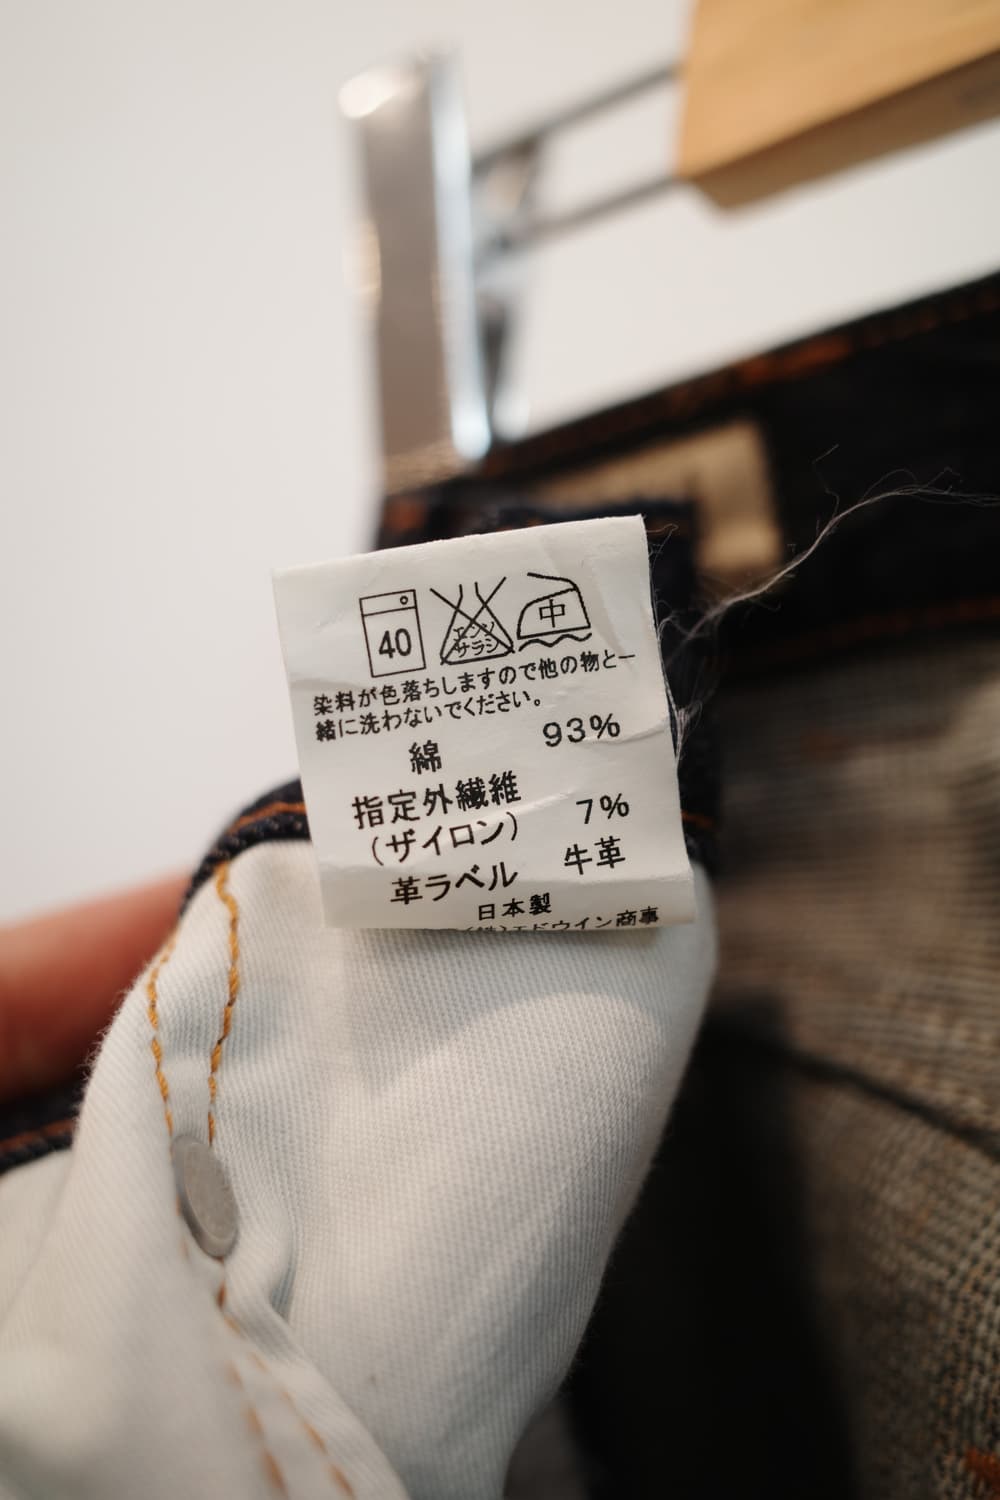 40 エンソサラシ 中
染料が色落ちしますので他の物と一
緒に洗わないでください。
綿 93%
指定外繊維 7%
(ザイロン)
革ラベル 牛革
日本製
(株)エドウイン商事